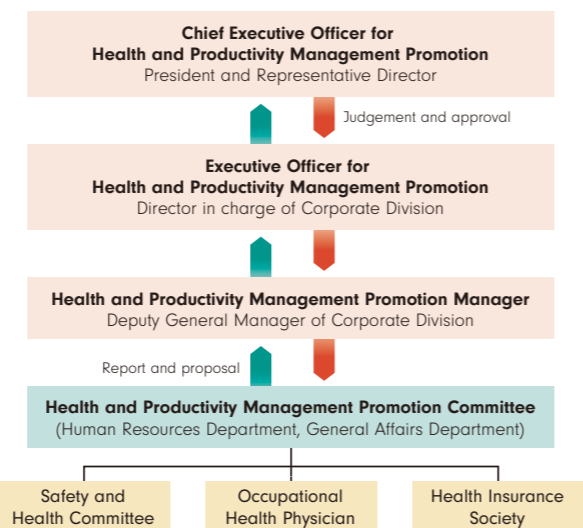 Chief Executive Officer for
Health and Productivity Management Promotion
President and Representative Director
Judgement and approval
Executive Officer for
Health and Productivity Management Promotion
Director in charge of Corporate Division
Health and Productivity Management Promotion Manager
Deputy General Manager of Corporate Division
Report and proposal
Health and Productivity Management Promotion Committee
(Human Resources Department, General Affairs Department)
Safety and
Health Committee
Occupational
Health Physician
Health Insurance
Society